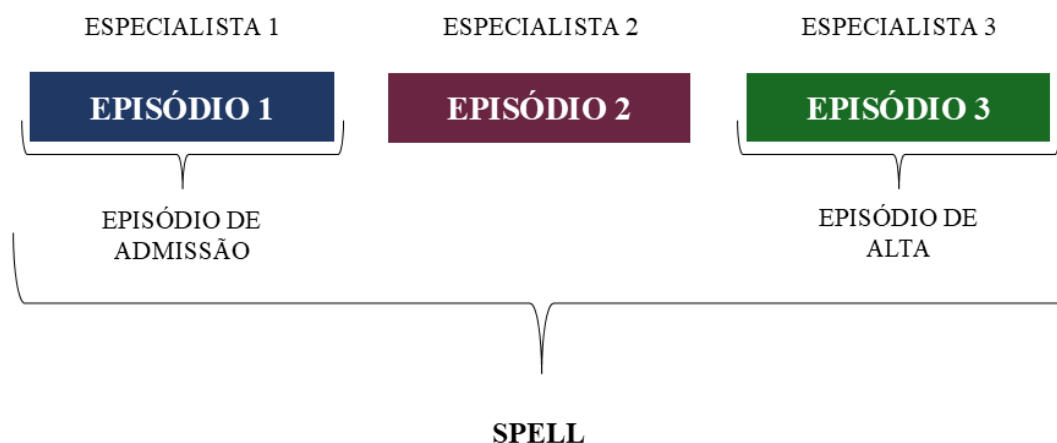 ESPECIALISTA 1
ESPECIALISTA 2
ESPECIALISTA 3
EPISÓDIO 1
EPISÓDIO 2
EPISÓDIO 3
EPISÓDIO DE
ADMISSÃO
EPISÓDIO DE
ALTA
SPELL